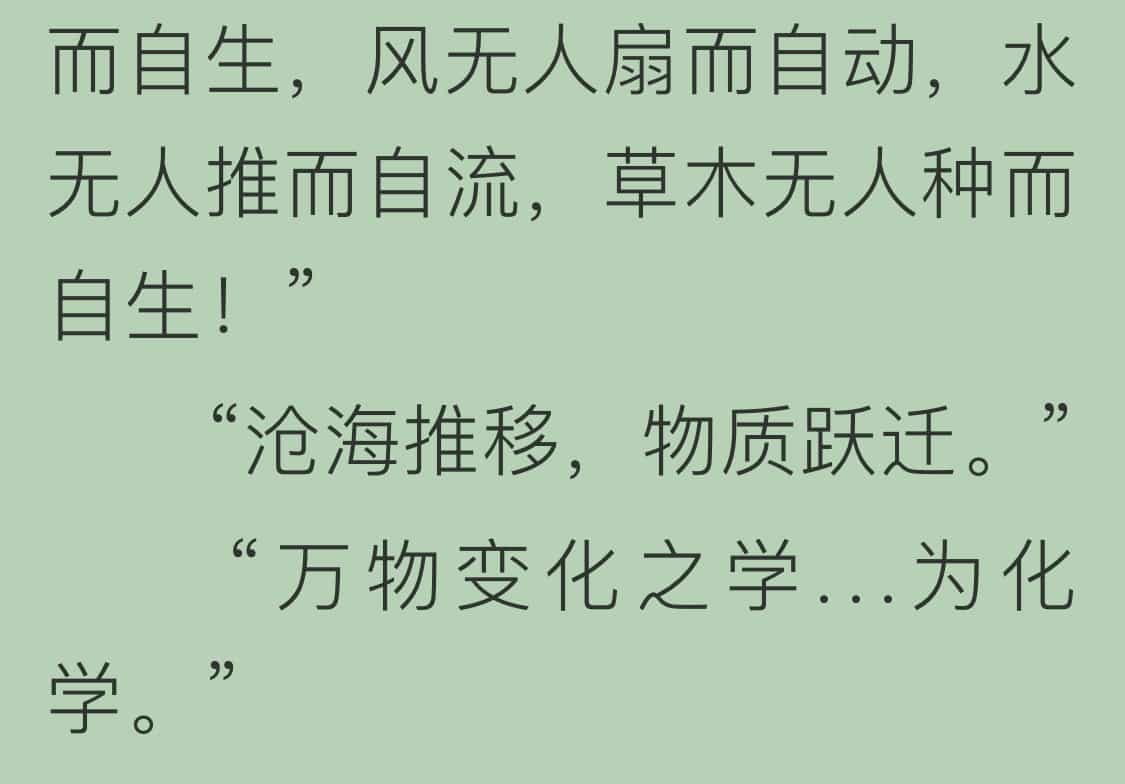 而自生，风无人扇而自动，水
无人推而自流，草木无人种而
自生！”
“沧海推移，物质跃迁。”
“万物变化之学...为化
学。”